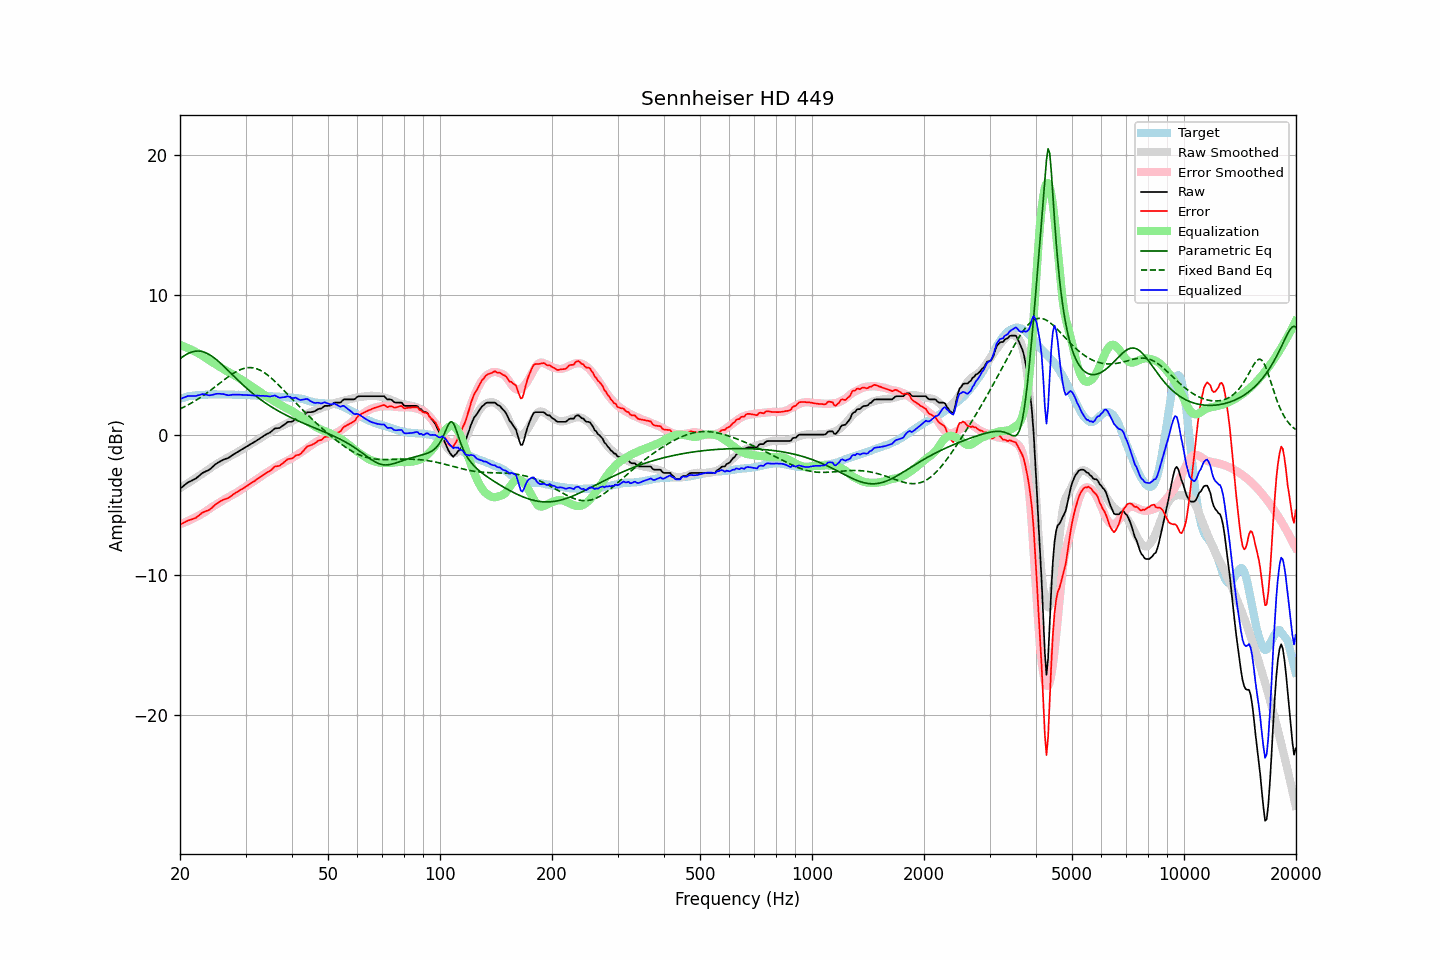 Sennheiser HD 449
Target
Raw Smoothed
Error Smoothed
Raw
Error
Equalization
Parametric Eq
Fixed Band Eq
Equalized
20
10
0
−10
−20
Amplitude (dBr)
20 50 100 200 500 1000 2000 5000 10000 20000
Frequency (Hz)